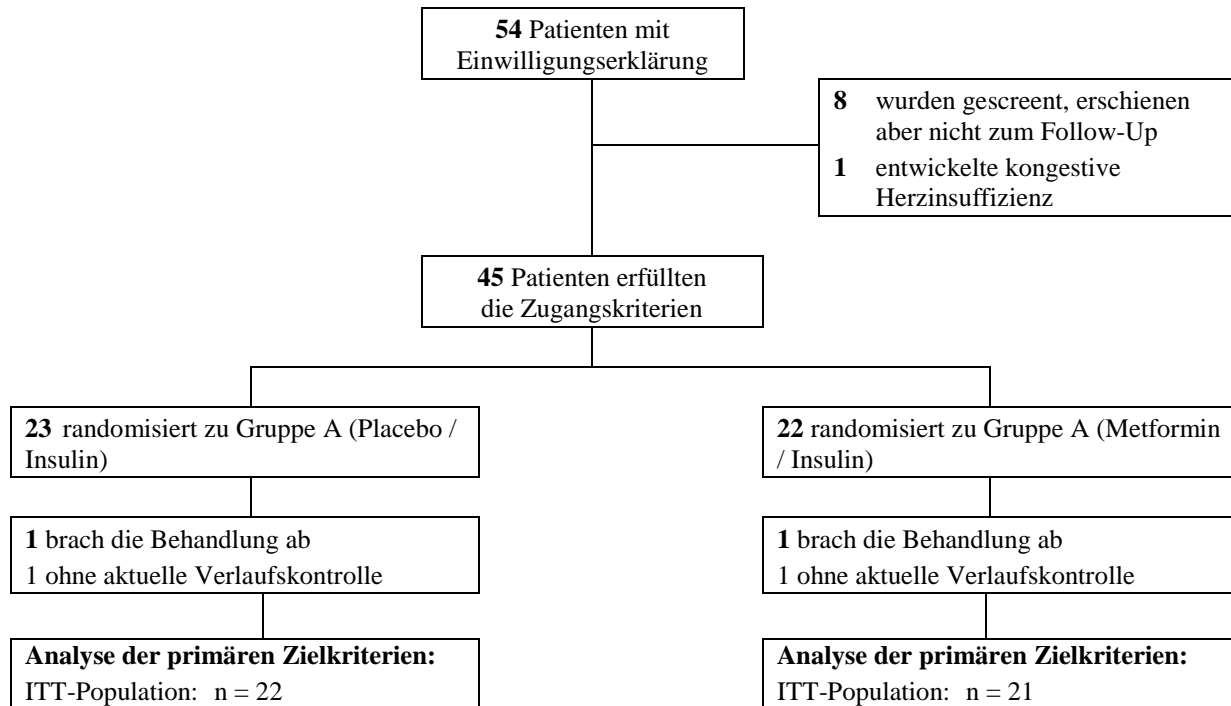 54 Patienten mit
Einwilligungserklärung
8 wurden gescreent, erschienen
aber nicht zum Follow-Up
1 entwickelte kongestive
Herzinsuffizienz
45 Patienten erfüllten
die Zugangskriterien
23 randomisiert zu Gruppe A (Placebo /
Insulin)
22 randomisiert zu Gruppe A (Metformin
/ Insulin)
1 brach die Behandlung ab
1 ohne aktuelle Verlaufskontrolle
1 brach die Behandlung ab
1 ohne aktuelle Verlaufskontrolle
Analyse der primären Zielkriterien:
ITT-Population: n = 22
Analyse der primären Zielkriterien:
ITT-Population: n = 21